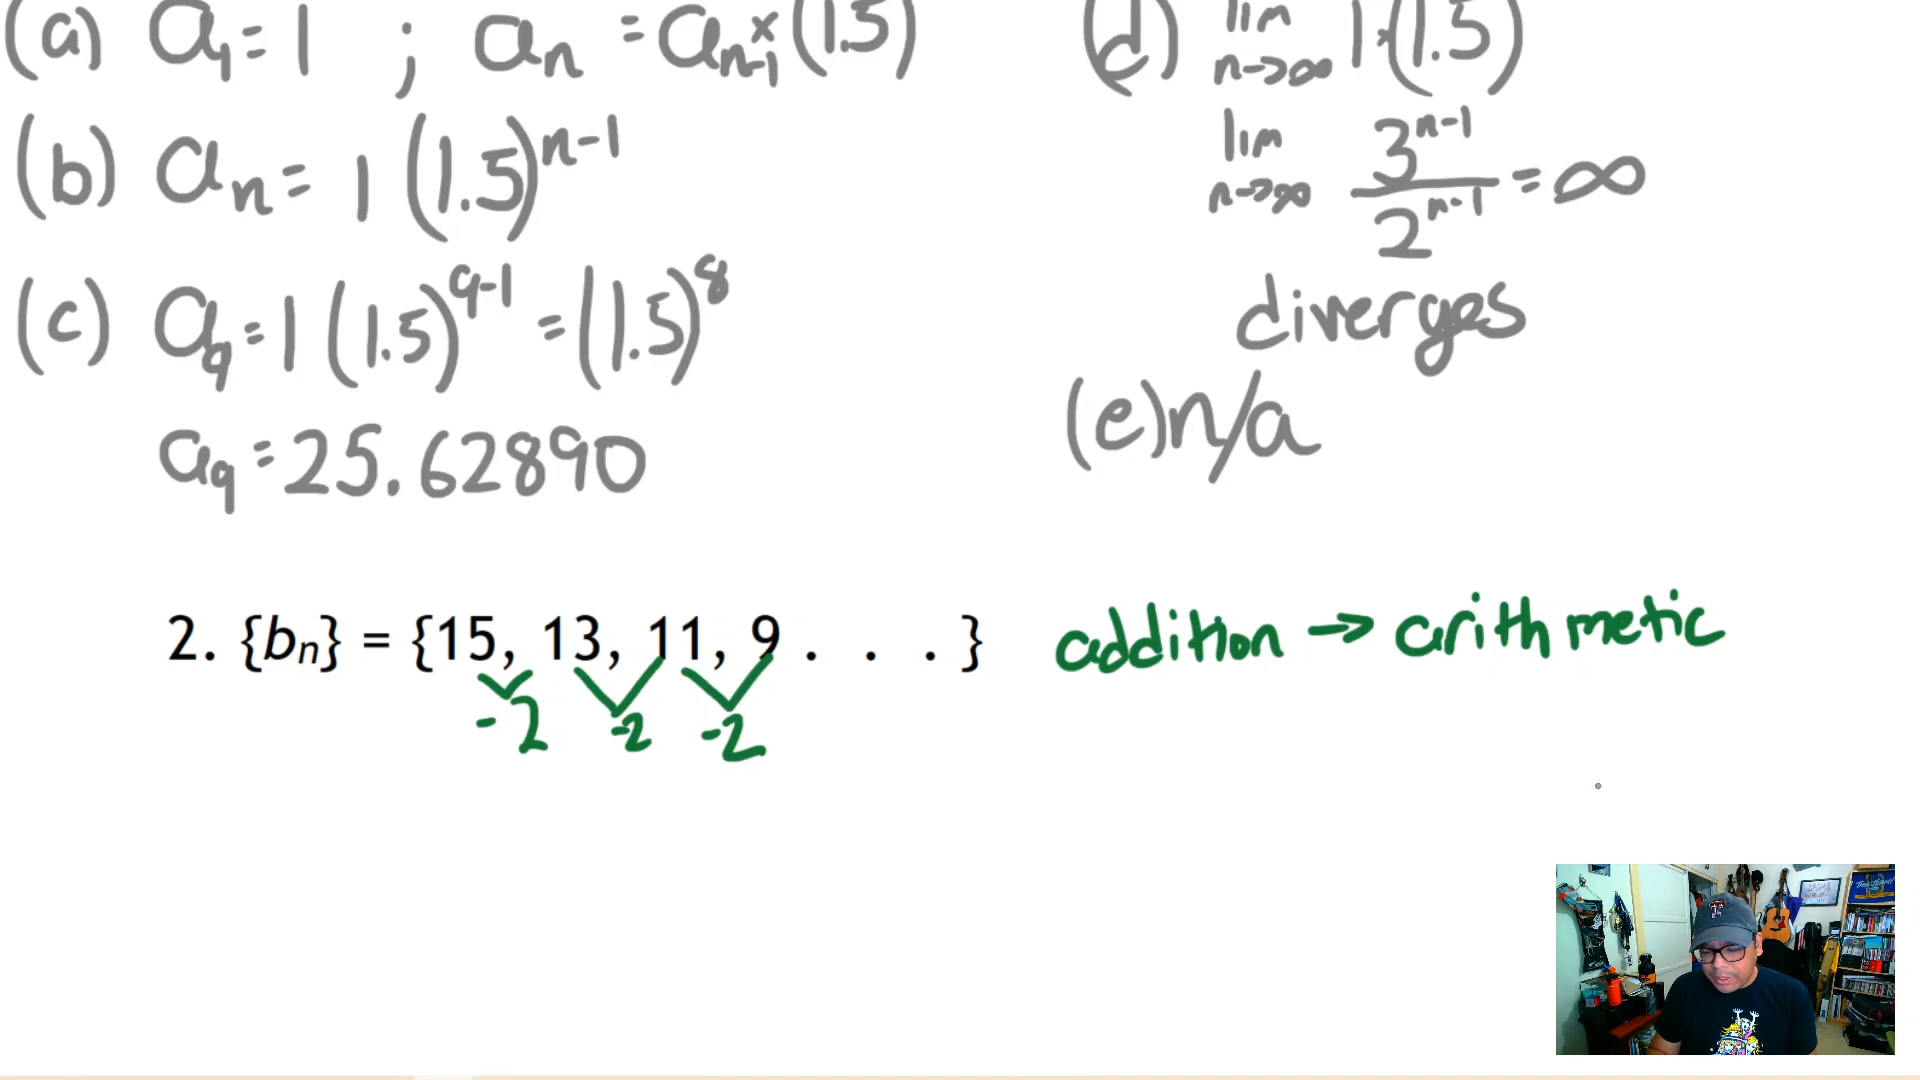 (a) a₁ = 1 ; aₙ = aₙ₋₁ × (1.5)
(b) aₙ = 1 (1.5)ⁿ⁻¹
(c) a₉ = 1 (1.5)⁹⁻¹ = (1.5)⁸
a₉ = 25.62890
(d) lim n→∞ 1·(1.5)
lim n→∞ 3ⁿ⁻¹/2ⁿ⁻¹ = ∞
diverges
(e) n/a
2. {bₙ} = {15, 13, 11, 9 . . . } addition → arithmetic
-2 -2 -2